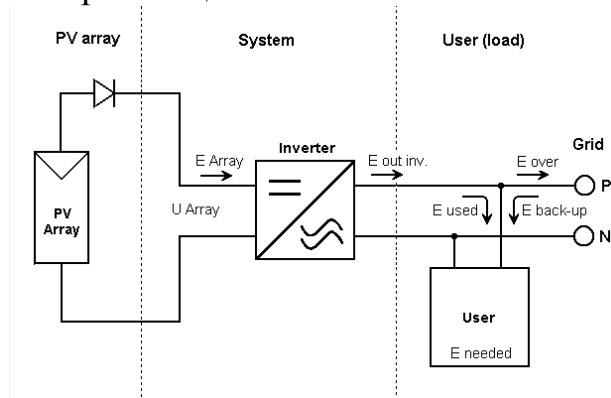 PV array
System
User (load)
Inverter
Grid
E Array
E out inv.
E over
P
PV
Array
U Array
E used
E back-up
N
User
E needed